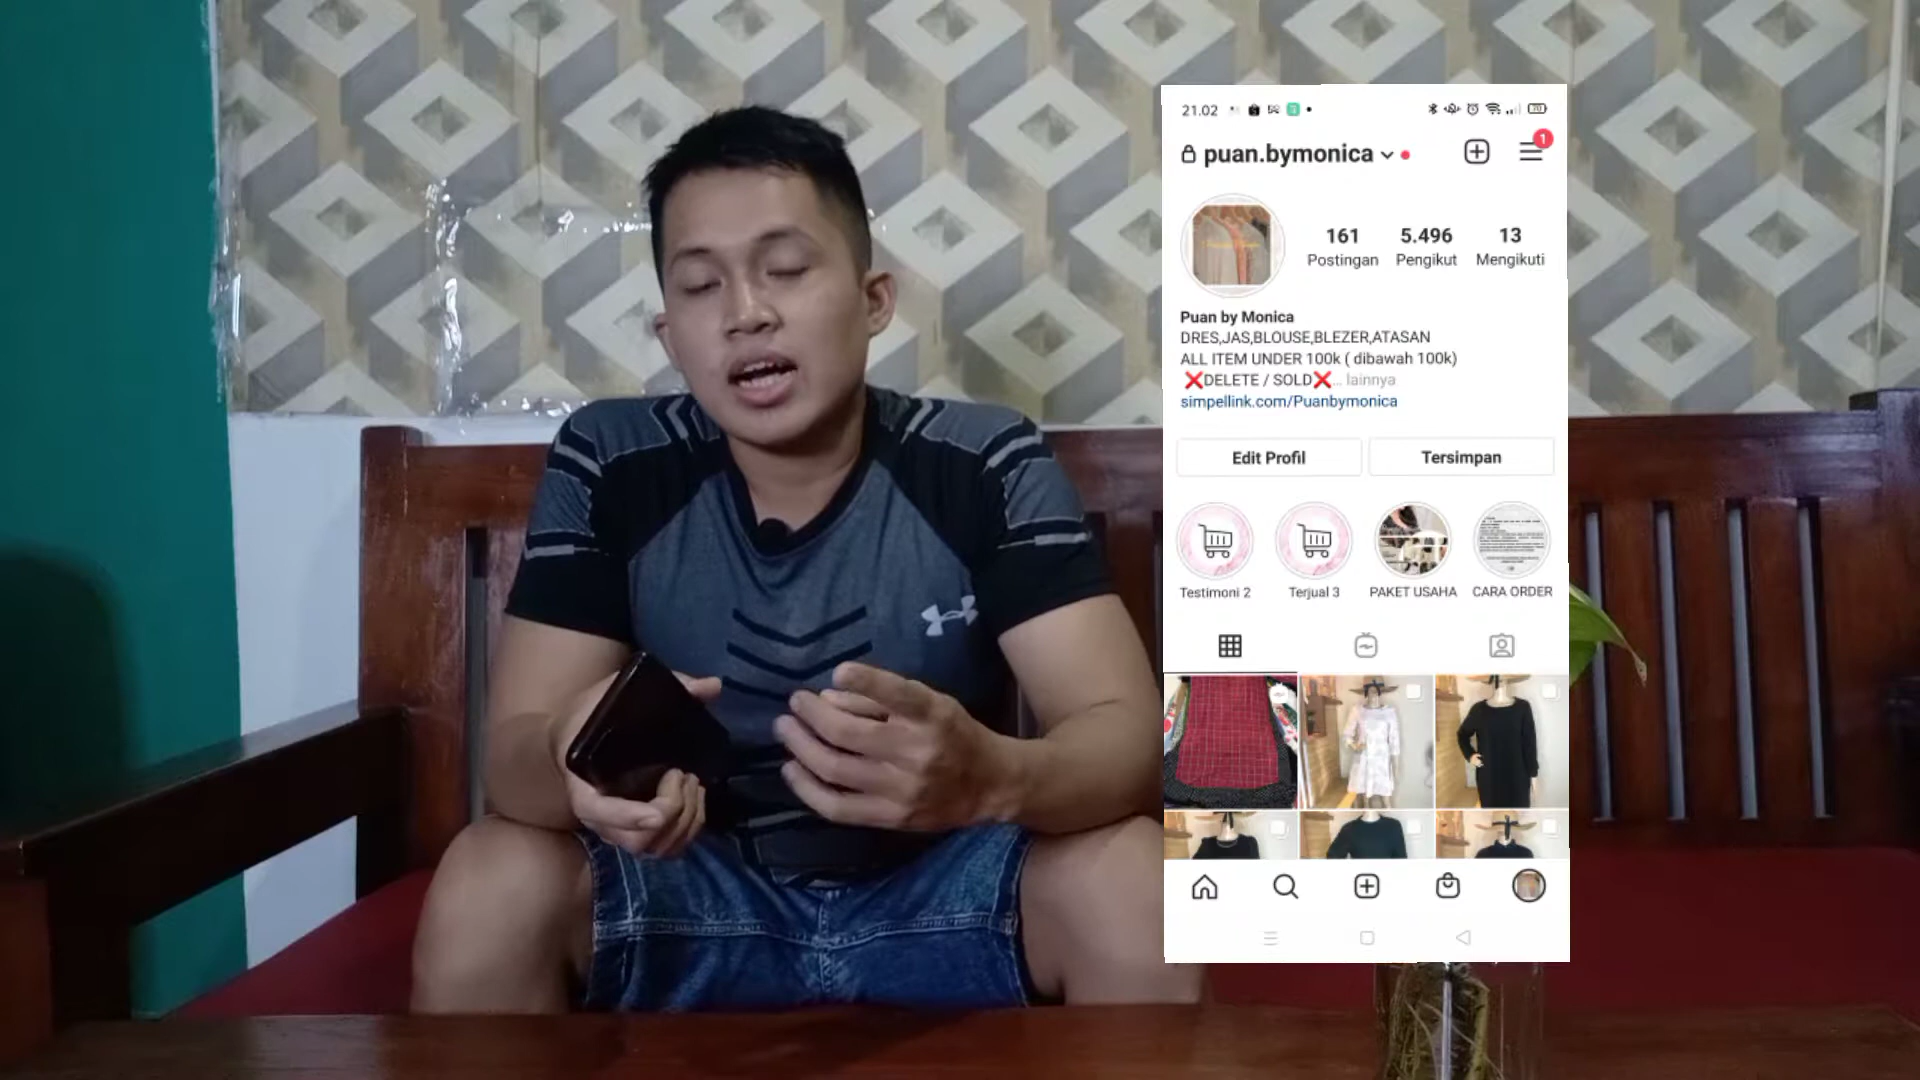 21.02
puan.bymonica
1
161
5.496
13
Postingan
Pengikut
Mengikuti
Puan by Monica
DRES,JAS,BLOUSE,BLEZER,ATASAN
ALL ITEM UNDER 100k ( dibawah 100k)
❌DELETE / SOLD❌... lainnya
simpellink.com/Puanbymonica
Edit Profil
Tersimpan
Testimoni 2
Terjual 3
PAKET USAHA
CARA ORDER